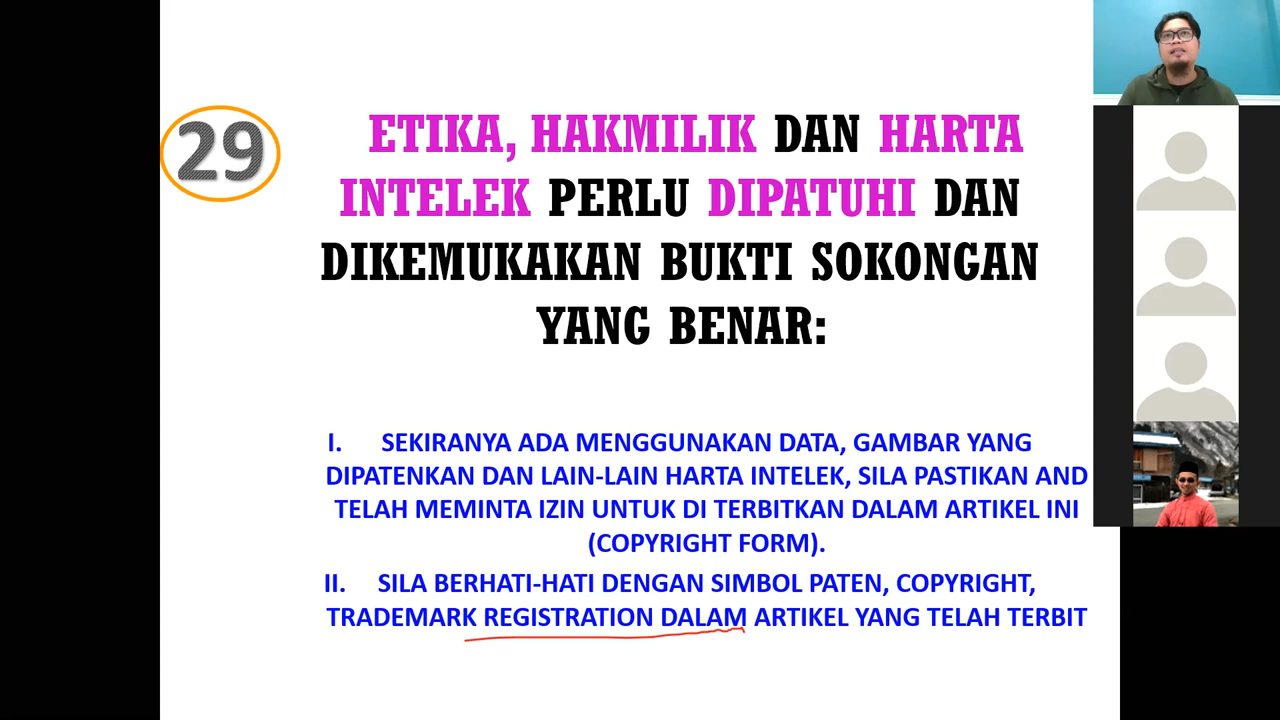 29
ETIKA, HAKMILIK DAN HARTA
INTELEK PERLU DIPATUHI DAN
DIKEMUKAKAN BUKTI SOKONGAN
YANG BENAR:
I. SEKIRANYA ADA MENGGUNAKAN DATA, GAMBAR YANG
DIPATENKAN DAN LAIN-LAIN HARTA INTELEK, SILA PASTIKAN AND
TELAH MEMINTA IZIN UNTUK DI TERBITKAN DALAM ARTIKEL INI
(COPYRIGHT FORM).
II. SILA BERHATI-HATI DENGAN SIMBOL PATEN, COPYRIGHT,
TRADEMARK REGISTRATION DALAM ARTIKEL YANG TELAH TERBIT